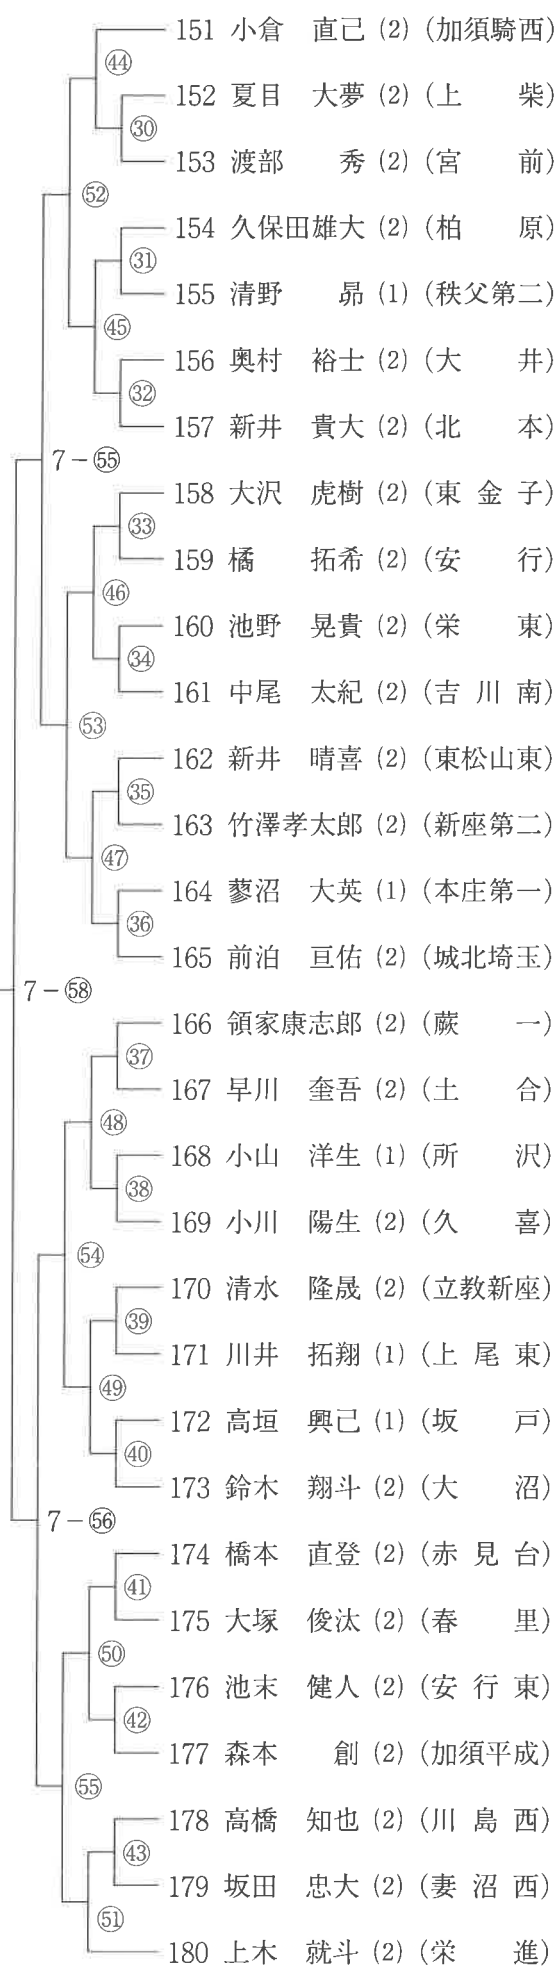 151 小倉 直己 (2) (加須騎西)
㊹
152 夏目 大夢 (2) (上 柴)
㉚
153 渡部 秀 (2) (宮 前)
52
154 久保田雄大 (2) (柏 原)
㉛
155 清野 昴 (1) (秩父第二)
㊺
156 奥村 裕士 (2) (大 井)
㉜
157 新井 貴大 (2) (北 本)
7-55
158 大沢 虎樹 (2) (東金子)
㉝
159 橘 拓希 (2) (安 行)
㊻
160 池野 晃貴 (2) (栄 東)
㉞
161 中尾 太紀 (2) (吉川南)
53
162 新井 晴喜 (2) (東松山東)
㉟
163 竹澤孝太郎 (2) (新座第二)
㊼
164 蓼沼 大英 (1) (本庄第一)
㊱
165 前泊 亘佑 (2) (城北埼玉)
7-58
166 領家康志郎 (2) (蕨 一)
㊲
167 早川 奎吾 (2) (土 合)
㊽
168 小山 洋生 (1) (所 沢)
㊳
169 小川 陽生 (2) (久 喜)
54
170 清水 隆晟 (2) (立教新座)
㊴
171 川井 拓翔 (1) (上尾東)
㊾
172 高垣 興己 (1) (坂 戸)
㊵
173 鈴木 翔斗 (2) (大 沼)
7-56
174 橋本 直登 (2) (赤見台)
㊶
175 大塚 俊汰 (2) (春 里)
㊿
176 池末 健人 (2) (安行東)
㊷
177 森本 創 (2) (加須平成)
55
178 高橋 知也 (2) (川島西)
㊸
179 坂田 忠大 (2) (妻沼西)
51
180 上木 就斗 (2) (栄 進)